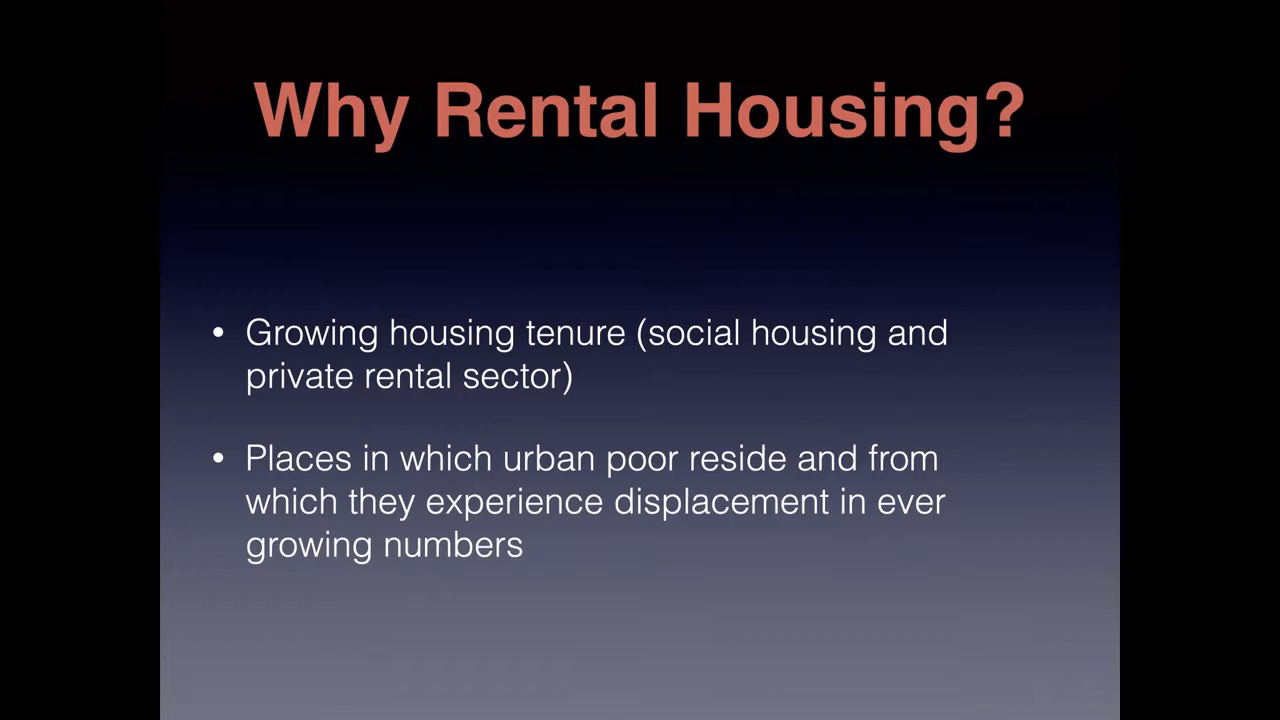 Why Rental Housing?
• Growing housing tenure (social housing and
private rental sector)
• Places in which urban poor reside and from
which they experience displacement in ever
growing numbers